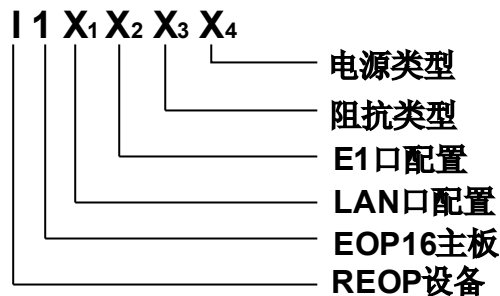 I 1 X1 X2 X3 X4
电源类型
阻抗类型
E1口配置
LAN口配置
EOP16主板
REOP设备